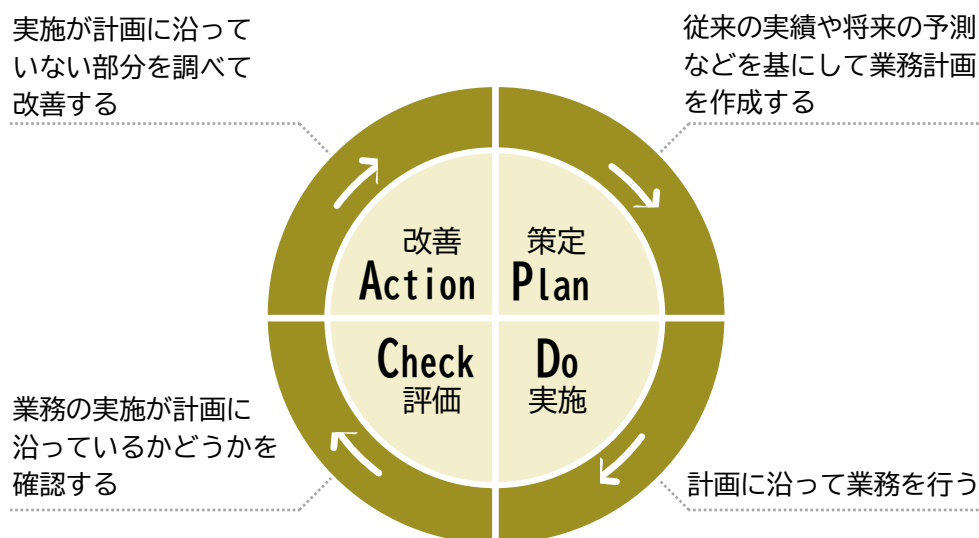 実施が計画に沿って
いない部分を調べて
改善する
従来の実績や将来の予測
などを基にして業務計画
を作成する
改善
Action
策定
Plan
Check
評価
Do
実施
業務の実施が計画に
沿っているかどうかを
確認する
計画に沿って業務を行う